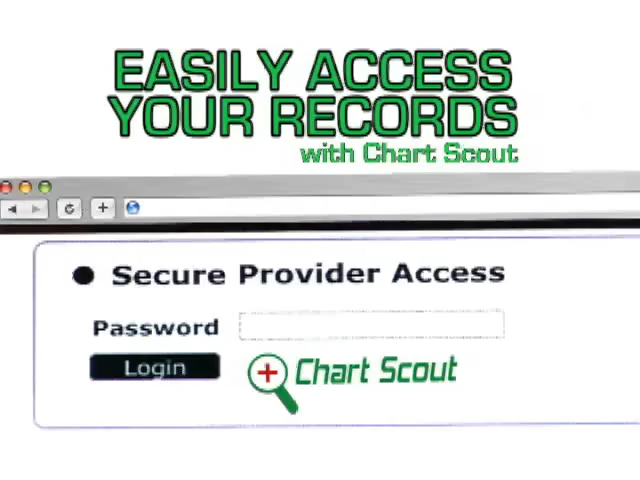 EASILY ACCESS
YOUR RECORDS
with Chart Scout
Secure Provider Access
Password
Login
Chart Scout